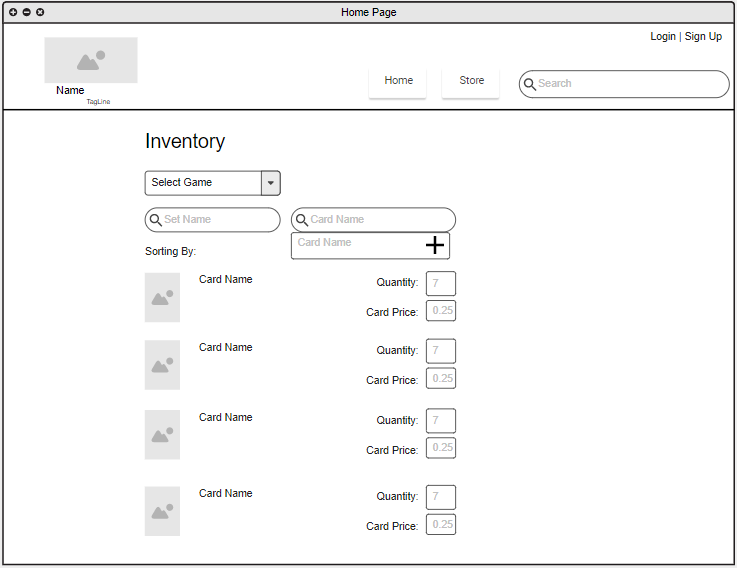 Home Page
Login | Sign Up
Name
TagLine
Home
Store
Search
Inventory
Select Game
Set Name
Card Name
Card Name
Sorting By:
Card Name
Quantity: 7
Card Price: 0.25
Card Name
Quantity: 7
Card Price: 0.25
Card Name
Quantity: 7
Card Price: 0.25
Card Name
Quantity: 7
Card Price: 0.25